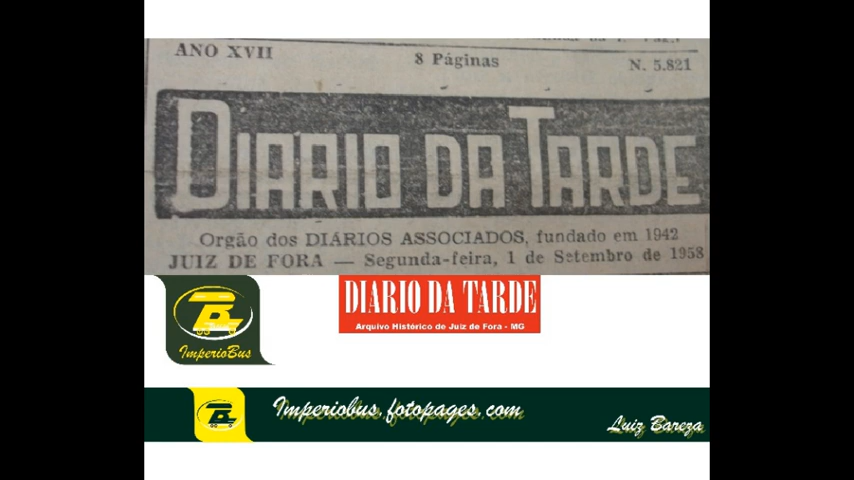 ANO XVII 8 Páginas N. 5.821
DIARIO DA TARDE
Orgão dos DIÁRIOS ASSOCIADOS, fundado em 1942
JUIZ DE FORA — Segunda-feira, 1 de Setembro de 1958
ImperioBus
DIARIO DA TARDE
Arquivo Histórico de Juiz de Fora - MG
Imperiobus.fotopages.com
Luiz Bareza